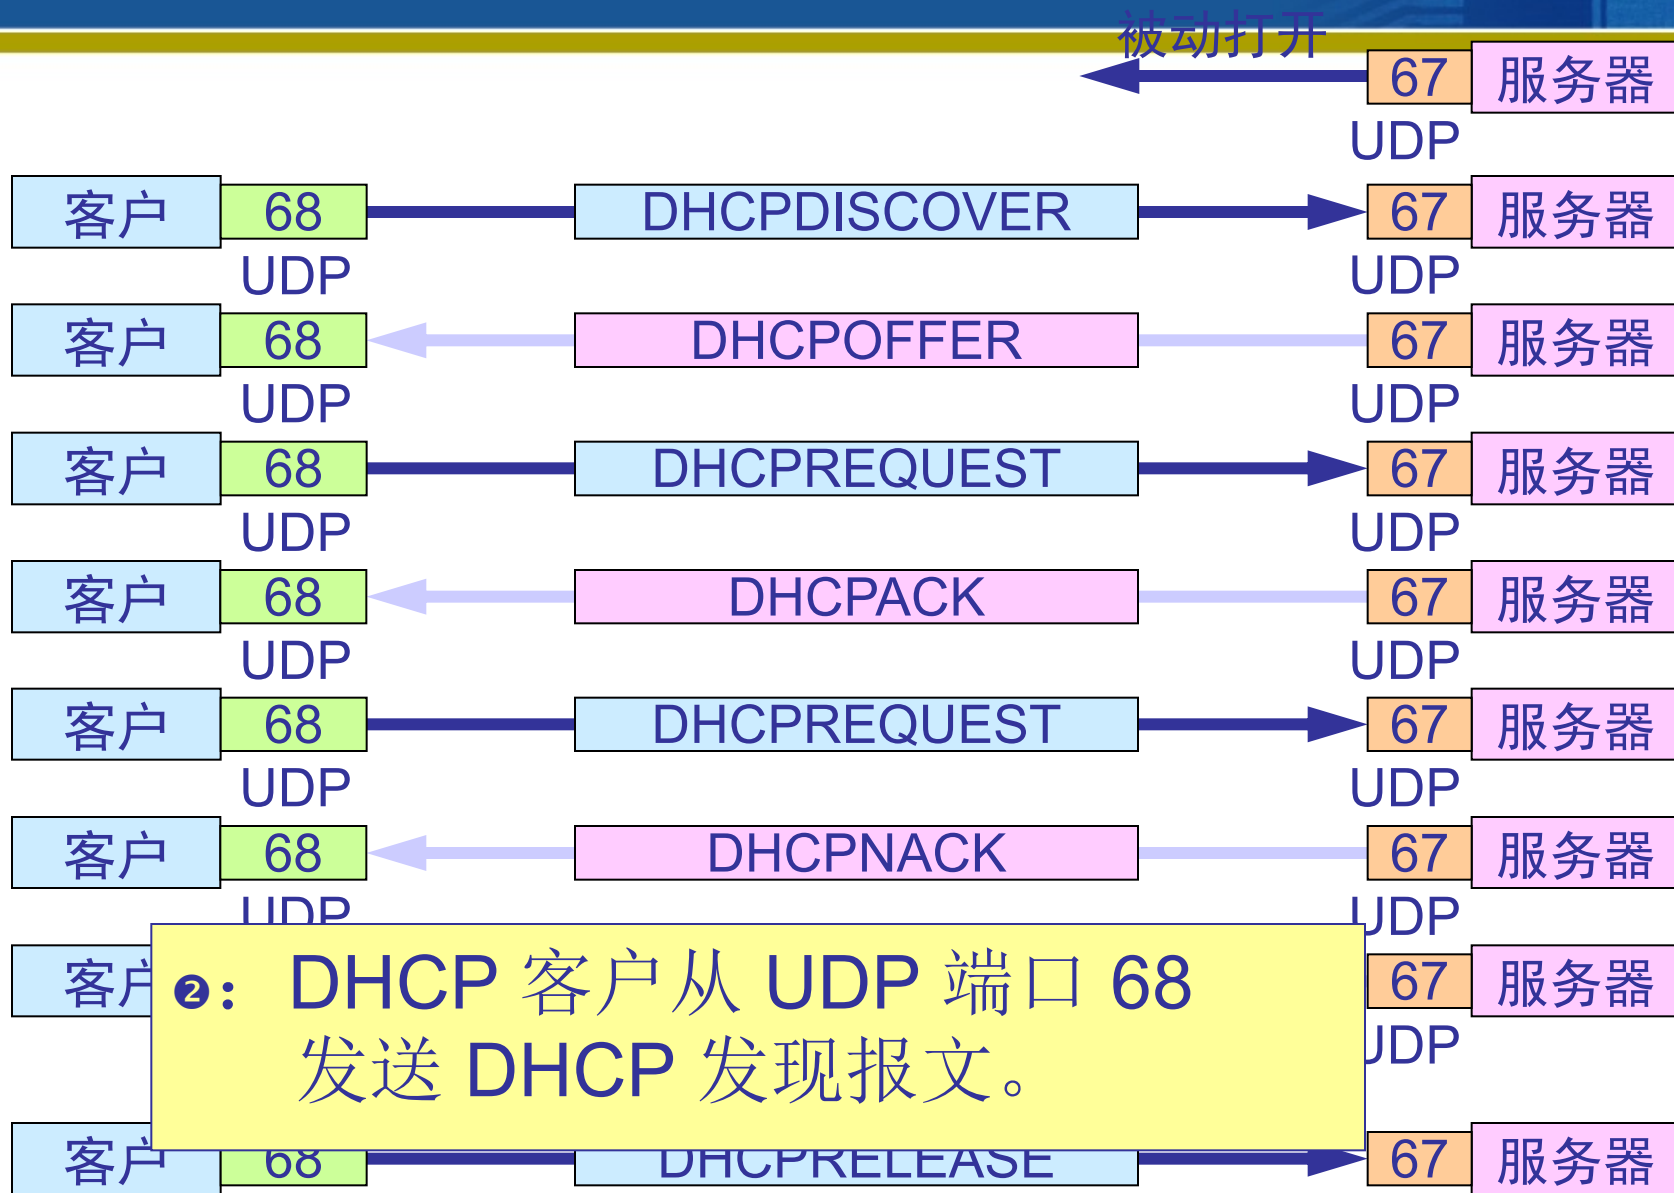 被动打开
67 服务器
UDP
客户 68 DHCPDISCOVER 67 服务器
UDP UDP
客户 68 DHCPOFFER 67 服务器
UDP UDP
客户 68 DHCPREQUEST 67 服务器
UDP UDP
客户 68 DHCPACK 67 服务器
UDP UDP
客户 68 DHCPREQUEST 67 服务器
UDP UDP
客户 68 DHCPNACK 67 服务器
UDP UDP
客户 67 服务器
❷： DHCP 客户从 UDP 端口 68
发送 DHCP 发现报文。
UDP
客户 68 DHCPRELEASE 67 服务器